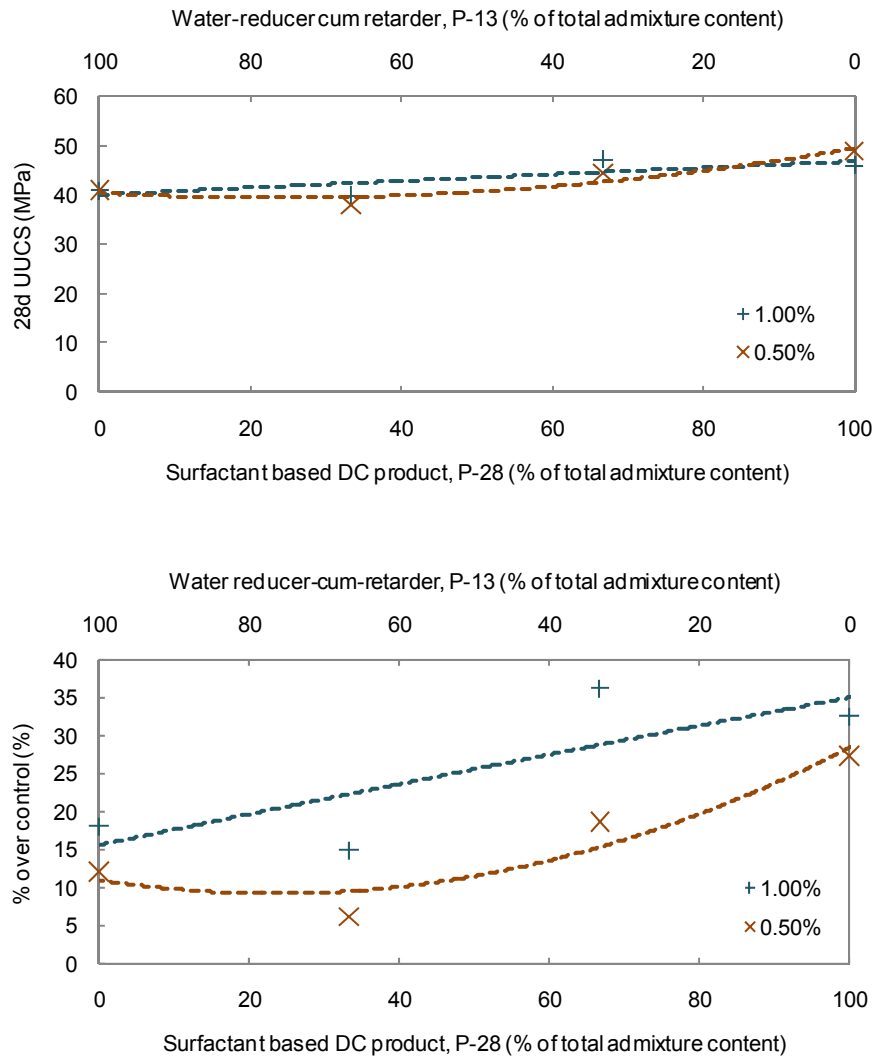 Water-reducer cum retarder, P-13 (% of total admixture content)
100 80 60 40 20 0
60
50
40
30
20
10
0
28d UUCS (MPa)
1.00%
0.50%
0 20 40 60 80 100
Surfactant based DC product, P-28 (% of total admixture content)
Water reducer-cum-retarder, P-13 (% of total admixture content)
100 80 60 40 20 0
40
35
30
25
20
15
10
5
0
% over control (%)
1.00%
0.50%
0 20 40 60 80 100
Surfactant based DC product, P-28 (% of total admixture content)